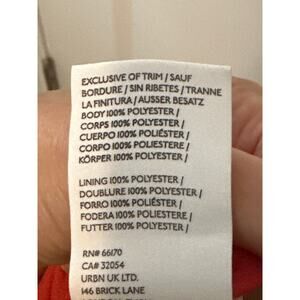 EXCLUSIVE OF TRIM / SAUF
BORDURE / SIN RIBETES / TRANNE
LA FINITURA / AUSSER BESATZ
BODY 100% POLYESTER /
CORPS 100% POLYESTER /
CUERPO 100% POLIÉSTER /
CORPO 100% POLIESTERE /
KÖRPER 100% POLYESTER /
LINING 100% POLYESTER /
DOUBLURE 100% POLYESTER /
FORRO 100% POLIÉSTER /
FODERA 100% POLIESTERE /
FUTTER 100% POLYESTER /
RN# 66170
CA# 32054
URBN UK LTD.
146 BRICK LANE